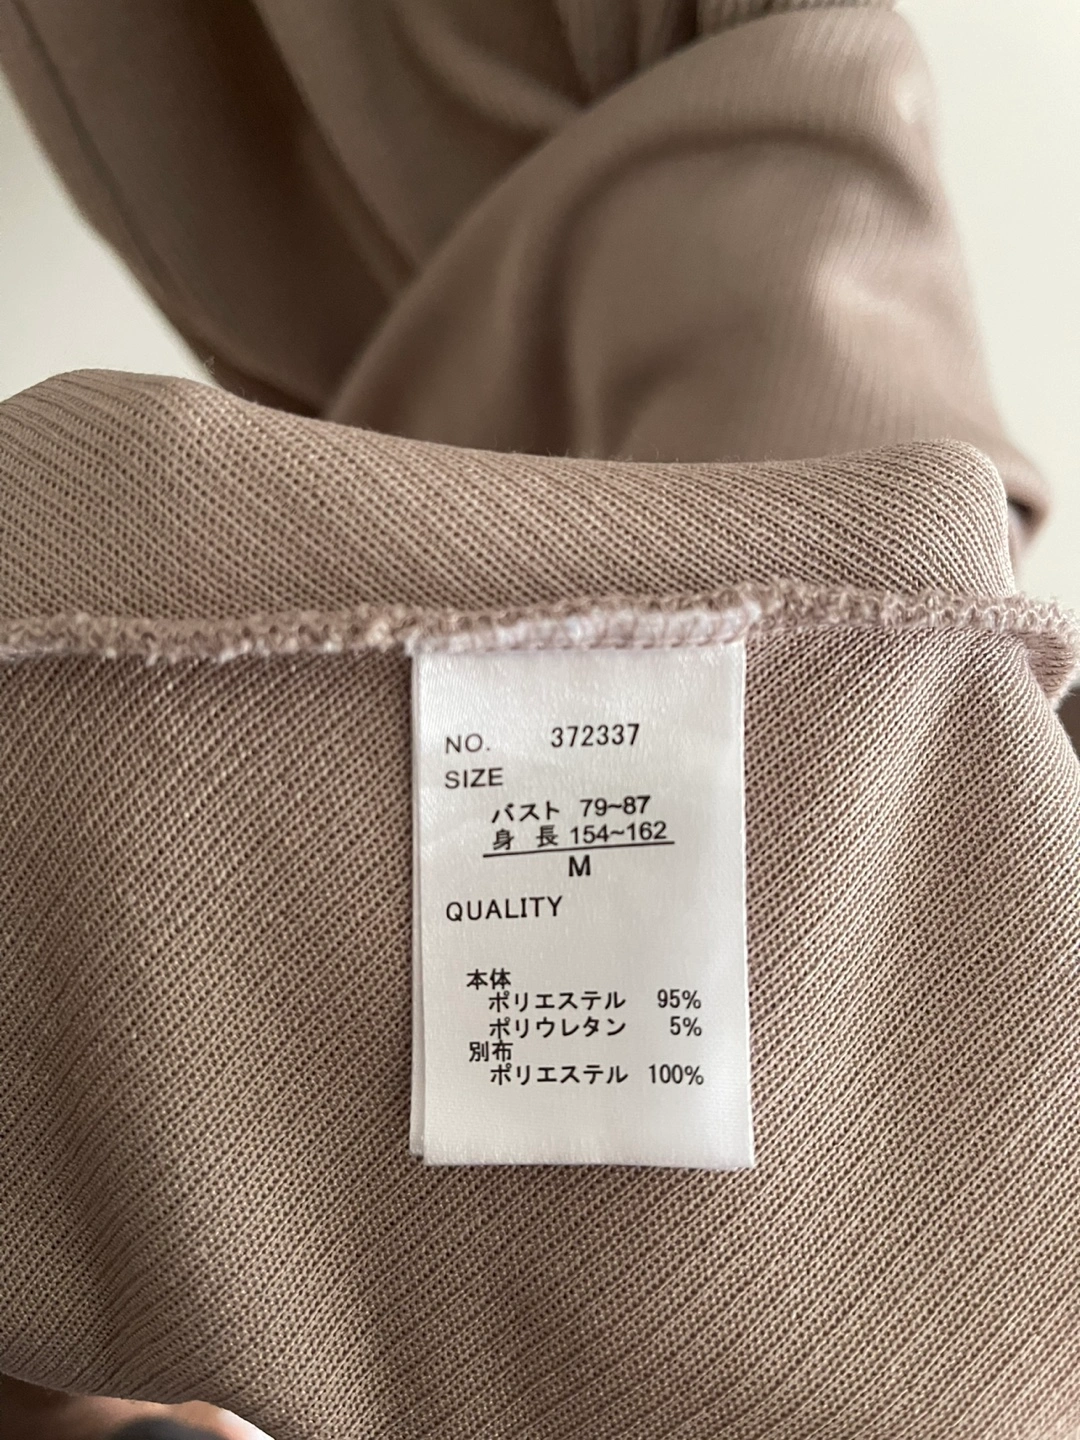 NO. 372337
SIZE
バスト 79~87
身 長 154~162
M
QUALITY
本体
ポリエステル 95%
ポリウレタン 5%
別布
ポリエステル 100%